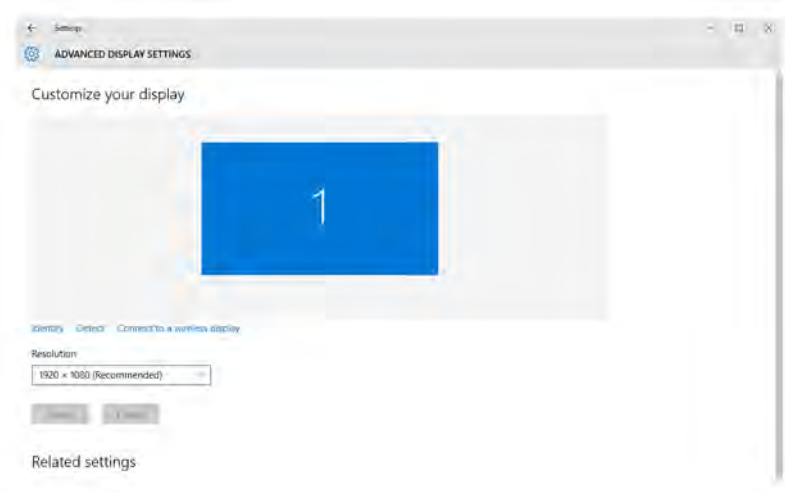 ← Settings
ADVANCED DISPLAY SETTINGS
Customize your display
1
Identify Detect Connect to a wireless display
Resolution
1920 × 1080 (Recommended)
Related settings